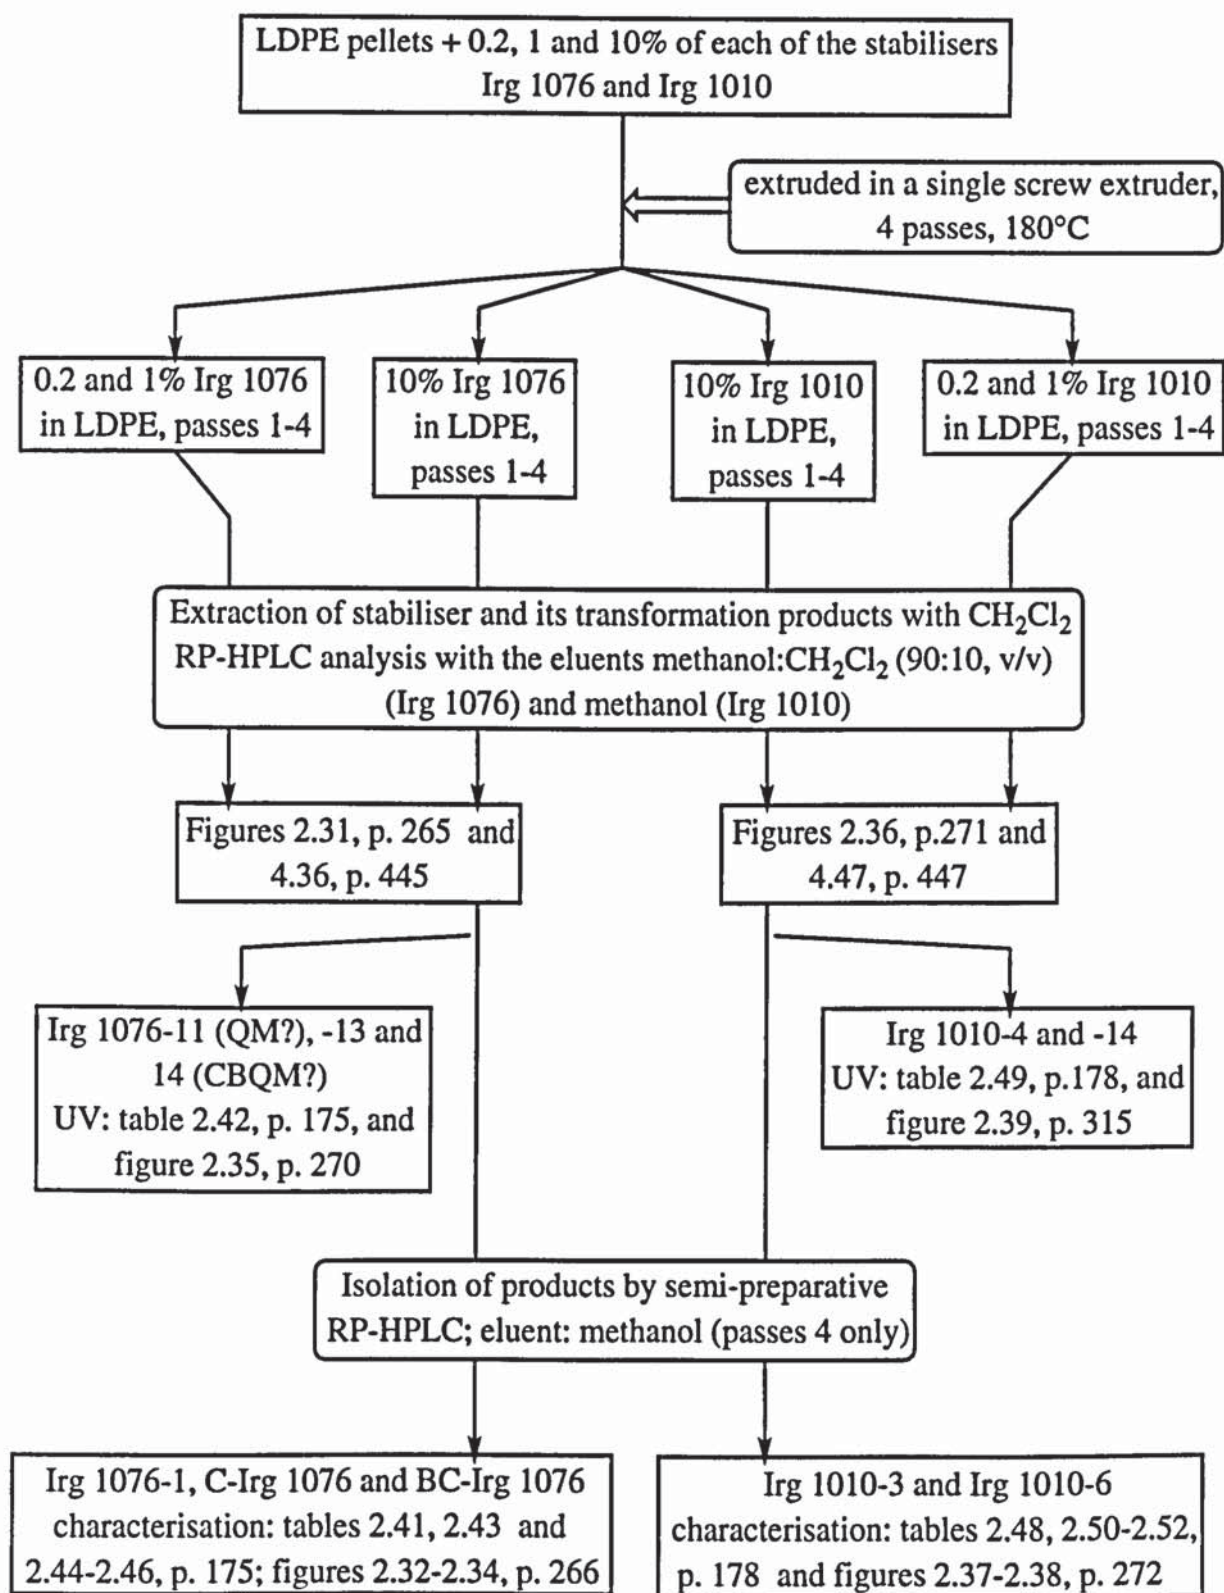 LDPE pellets + 0.2, 1 and 10% of each of the stabilisers
Irg 1076 and Irg 1010
extruded in a single screw extruder,
4 passes, 180°C
0.2 and 1% Irg 1076
in LDPE, passes 1-4
10% Irg 1076
in LDPE,
passes 1-4
10% Irg 1010
in LDPE,
passes 1-4
0.2 and 1% Irg 1010
in LDPE, passes 1-4
Extraction of stabiliser and its transformation products with CH₂Cl₂
RP-HPLC analysis with the eluents methanol:CH₂Cl₂ (90:10, v/v)
(Irg 1076) and methanol (Irg 1010)
Figures 2.31, p. 265 and
4.36, p. 445
Figures 2.36, p.271 and
4.47, p. 447
Irg 1076-11 (QM?), -13 and
14 (CBQM?)
UV: table 2.42, p. 175, and
figure 2.35, p. 270
Irg 1010-4 and -14
UV: table 2.49, p.178, and
figure 2.39, p. 315
Isolation of products by semi-preparative
RP-HPLC; eluent: methanol (passes 4 only)
Irg 1076-1, C-Irg 1076 and BC-Irg 1076
characterisation: tables 2.41, 2.43 and
2.44-2.46, p. 175; figures 2.32-2.34, p. 266
Irg 1010-3 and Irg 1010-6
characterisation: tables 2.48, 2.50-2.52,
p. 178 and figures 2.37-2.38, p. 272